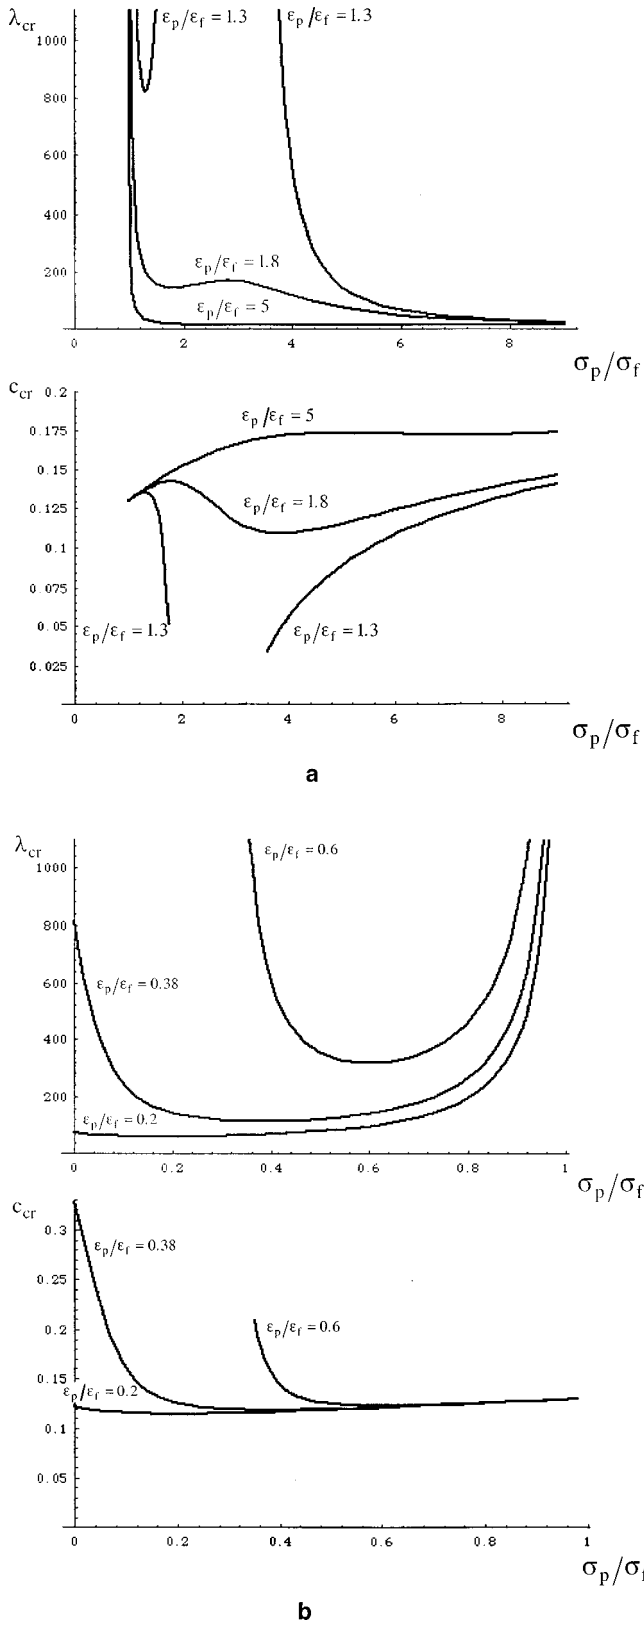 λcr
εp/εf = 1.3
εp/εf = 1.3
1000
800
600
400
εp/εf = 1.8
200
εp/εf = 5
0
2
4
6
8
σp/σf
ccr
0.2
εp/εf = 5
0.175
0.15
0.125
εp/εf = 1.8
0.1
0.075
0.05
εp/εf = 1.3
εp/εf = 1.3
0.025
0
2
4
6
8
σp/σf
a
λcr
εp/εf = 0.6
1000
800
600
εp/εf = 0.38
400
200
εp/εf = 0.2
0
0.2
0.4
0.6
0.8
1
σp/σf
ccr
0.3
εp/εf = 0.38
0.25
0.2
εp/εf = 0.6
0.15
εp/εf = 0.2
0.1
0.05
0
0.2
0.4
0.6
0.8
1
σp/σf
b